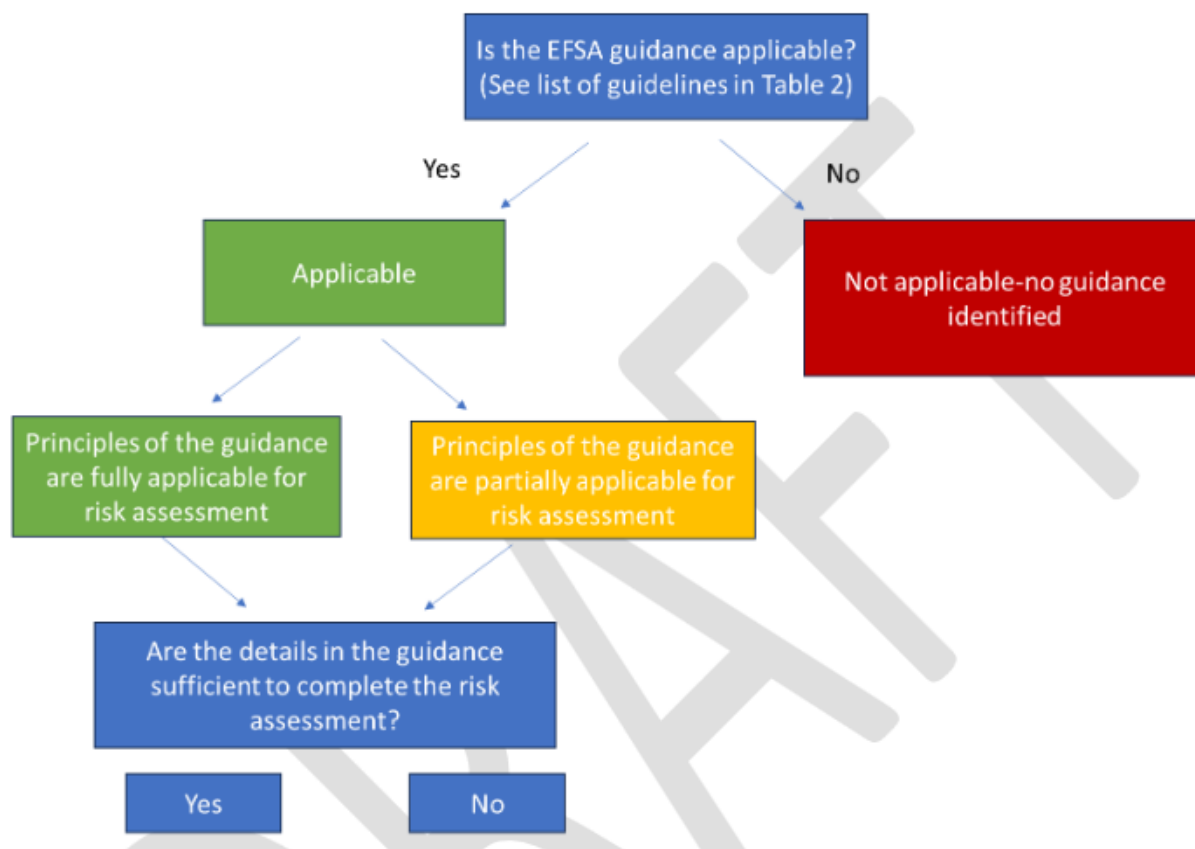 Is the EFSA guidance applicable?
(See list of guidelines in Table 2)
Yes
No
Applicable
Not applicable-no guidance
identified
Principles of the guidance
are fully applicable for
risk assessment
Principles of the guidance
are partially applicable for
risk assessment
Are the details in the guidance
sufficient to complete the risk
assessment?
Yes
No
DRAFT